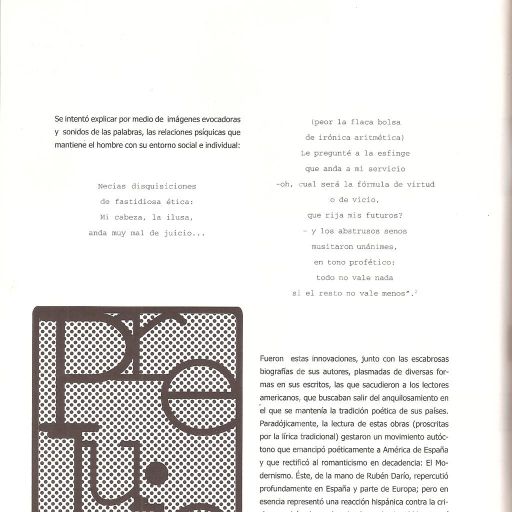 Se intentó explicar por medio de imágenes evocadoras
y sonidos de las palabras, las relaciones psíquicas que
mantiene el hombre con su entorno social e individual:
Necias disquisiciones
de fastidiosa ética:
Mi cabeza, la ilusa,
anda muy mal de juicio...
(peor la flaca bolsa
de irónica aritmética)
Le pregunté a la esfinge
que anda a mi servicio
-oh, cual será la fórmula de virtud
o de vicio,
que rija mis futuros?
- y los abstrusos senos
musitaron unánimes,
en tono profético:
todo no vale nada
si el resto no vale menos".²
Pre
lu
Fueron estas innovaciones, junto con las escabrosas
biografías de sus autores, plasmadas de diversas for-
mas en sus escritos, las que sacudieron a los lectores
americanos, que buscaban salir del anquilosamiento en
el que se mantenía la tradición poética de sus países.
Paradójicamente, la lectura de estas obras (proscritas
por la lírica tradicional) gestaron un movimiento autóc-
tono que emancipó poéticamente a América de España
y que rectificó al romanticismo en decadencia: El Mo-
dernismo. Éste, de la mano de Rubén Darío, repercutió
profundamente en España y parte de Europa; pero en
esencia representó una reacción hispánica contra la cri-